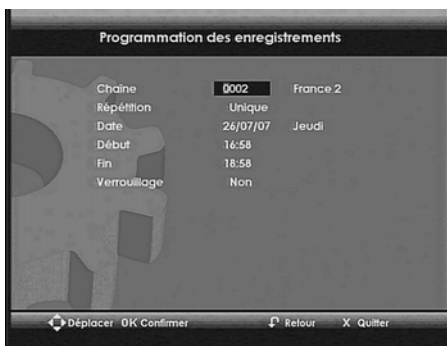 Programmation des enregistrements
Chaîne 0002 France 2
Répétition Unique
Date 26/07/07 Jeudi
Début 16:58
Fin 18:58
Verrouillage Non
Déplacer OK Confirmer Retour X Quitter